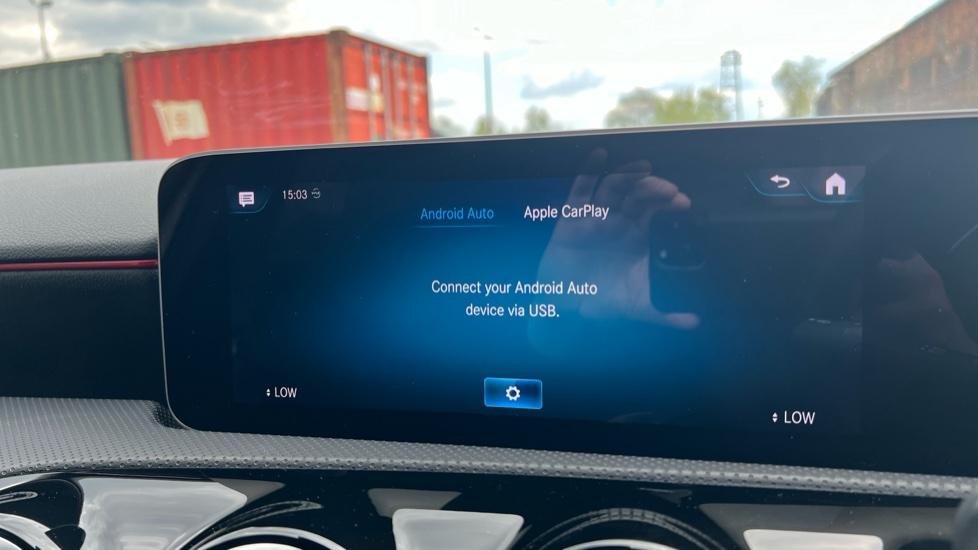 15:03
Android Auto
Apple CarPlay
Connect your Android Auto
device via USB.
LOW
LOW